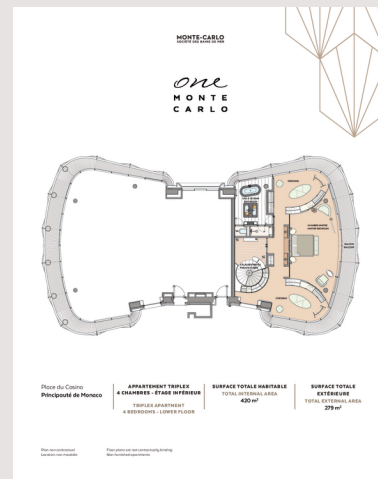 MONTE-CARLO
SOCIÉTÉ DES BAINS DE MER
one
MONTE
CARLO
Place du Casino
Principauté de Monaco
APPARTEMENT TRIPLEX
4 CHAMBRES - ÉTAGE INFÉRIEUR
TRIPLEX APARTMENT
4 BEDROOMS - LOWER FLOOR
SURFACE TOTALE HABITABLE
TOTAL INTERNAL AREA
420 m²
SURFACE TOTALE
EXTÉRIEURE
TOTAL EXTERNAL AREA
279 m²
Plan non contractuel
Location non meublée
Floor plans are not contractually binding
Non-furnished apartments